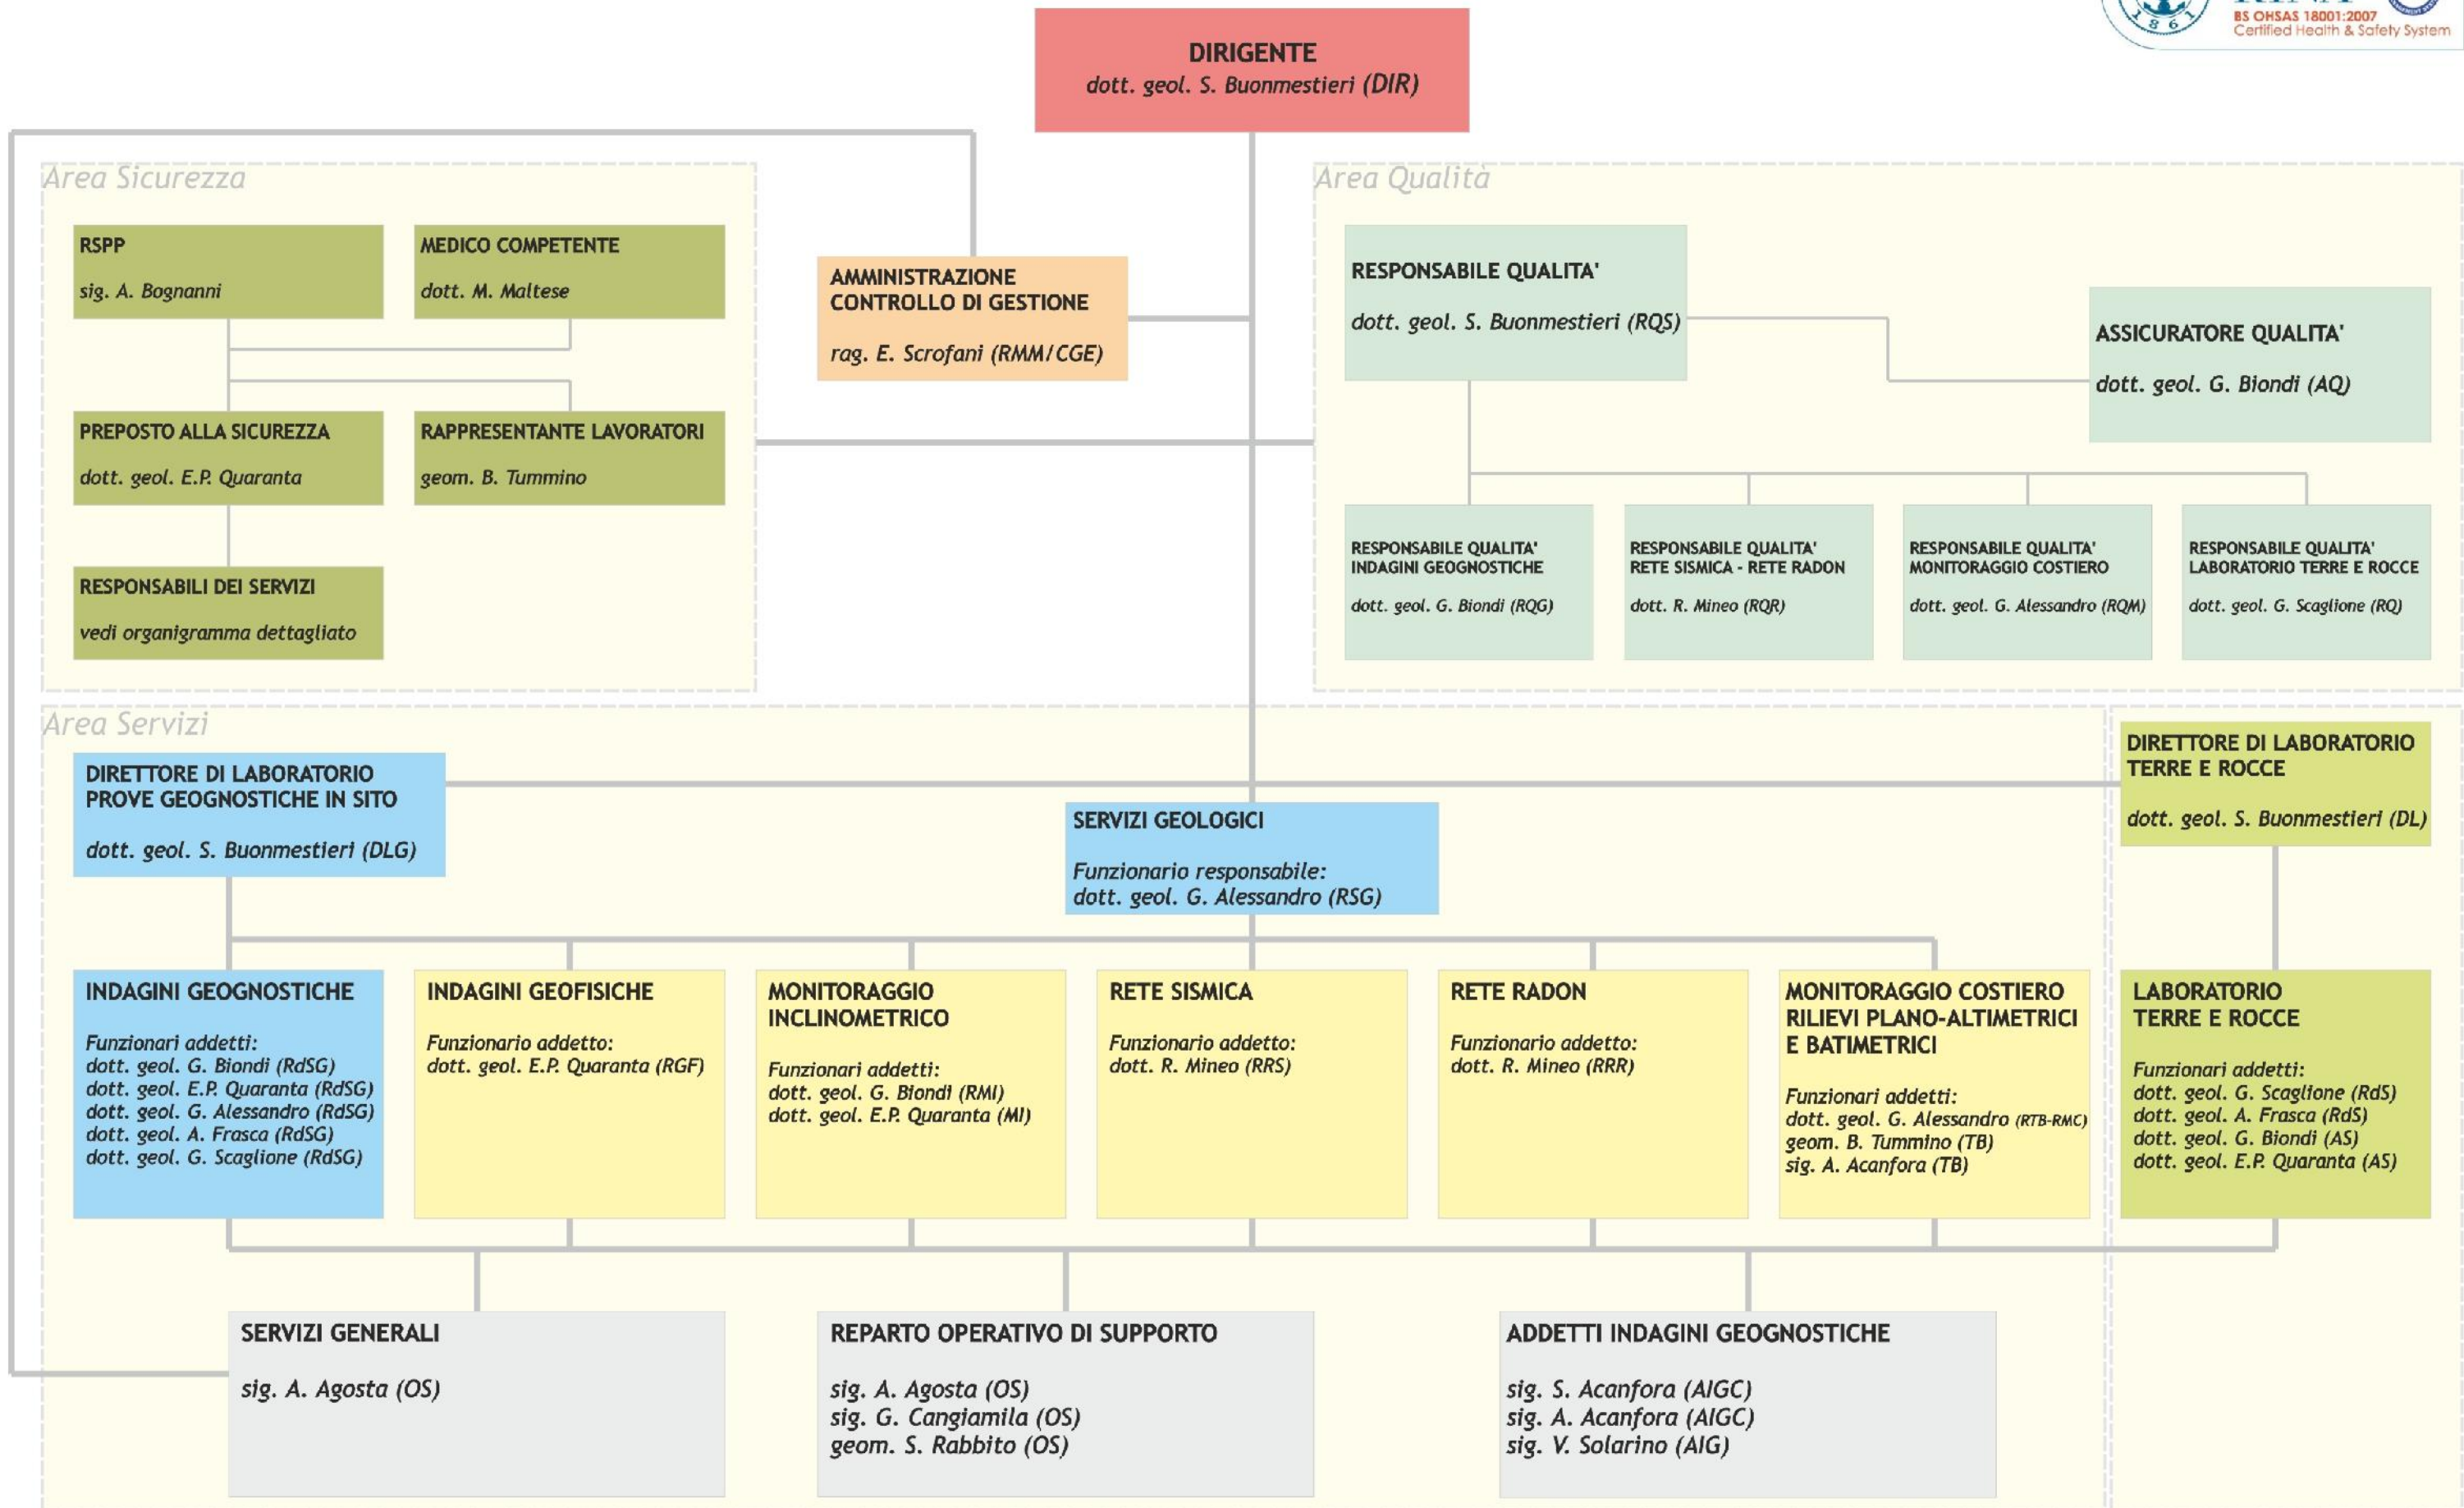 1861
BS OHSAS 18001:2007
Certified Health & Safety System
DIRIGENTE
dott. geol. S. Buonmestieri (DIR)
Area Sicurezza
RSPP
sig. A. Bognanni
MEDICO COMPETENTE
dott. M. Maltese
PREPOSTO ALLA SICUREZZA
dott. geol. E.P. Quaranta
RAPPRESENTANTE LAVORATORI
geom. B. Tummino
RESPONSABILI DEI SERVIZI
vedi organigramma dettagliato
AMMINISTRAZIONE
CONTROLLO DI GESTIONE
rag. E. Scrofani (RMM/CGE)
Area Qualità
RESPONSABILE QUALITA'
dott. geol. S. Buonmestieri (RQS)
ASSICURATORE QUALITA'
dott. geol. G. Biondi (AQ)
RESPONSABILE QUALITA'
INDAGINI GEOGNOSTICHE
dott. geol. G. Biondi (RQG)
RESPONSABILE QUALITA'
RETE SISMICA - RETE RADON
dott. R. Mineo (RQR)
RESPONSABILE QUALITA'
MONITORAGGIO COSTIERO
dott. geol. G. Alessandro (RQM)
RESPONSABILE QUALITA'
LABORATORIO TERRE E ROCCE
dott. geol. G. Scaglione (RQ)
Area Servizi
DIRETTORE DI LABORATORIO
PROVE GEOGNOSTICHE IN SITO
dott. geol. S. Buonmestieri (DLG)
SERVIZI GEOLOGICI
Funzionario responsabile:
dott. geol. G. Alessandro (RSG)
DIRETTORE DI LABORATORIO
TERRE E ROCCE
dott. geol. S. Buonmestieri (DL)
INDAGINI GEOGNOSTICHE
Funzionari addetti:
dott. geol. G. Biondi (RdSG)
dott. geol. E.P. Quaranta (RdSG)
dott. geol. G. Alessandro (RdSG)
dott. geol. A. Frasca (RdSG)
dott. geol. G. Scaglione (RdSG)
INDAGINI GEOFISICHE
Funzionario addetto:
dott. geol. E.P. Quaranta (RGF)
MONITORAGGIO
INCLINOMETRICO
Funzionari addetti:
dott. geol. G. Biondi (RMI)
dott. geol. E.P. Quaranta (MI)
RETE SISMICA
Funzionario addetto:
dott. R. Mineo (RRS)
RETE RADON
Funzionario addetto:
dott. R. Mineo (RRR)
MONITORAGGIO COSTIERO
RILIEVI PLANO-ALTIMETRICI
E BATIMETRICI
Funzionari addetti:
dott. geol. G. Alessandro (RTB-RMC)
geom. B. Tummino (TB)
sig. A. Acanfora (TB)
LABORATORIO
TERRE E ROCCE
Funzionari addetti:
dott. geol. G. Scaglione (RdS)
dott. geol. A. Frasca (RdS)
dott. geol. G. Biondi (AS)
dott. geol. E.P. Quaranta (AS)
SERVIZI GENERALI
sig. A. Agosta (OS)
REPARTO OPERATIVO DI SUPPORTO
sig. A. Agosta (OS)
sig. G. Cangiamila (OS)
geom. S. Rabbito (OS)
ADDETTI INDAGINI GEOGNOSTICHE
sig. S. Acanfora (AIGC)
sig. A. Acanfora (AIGC)
sig. V. Solarino (AIG)